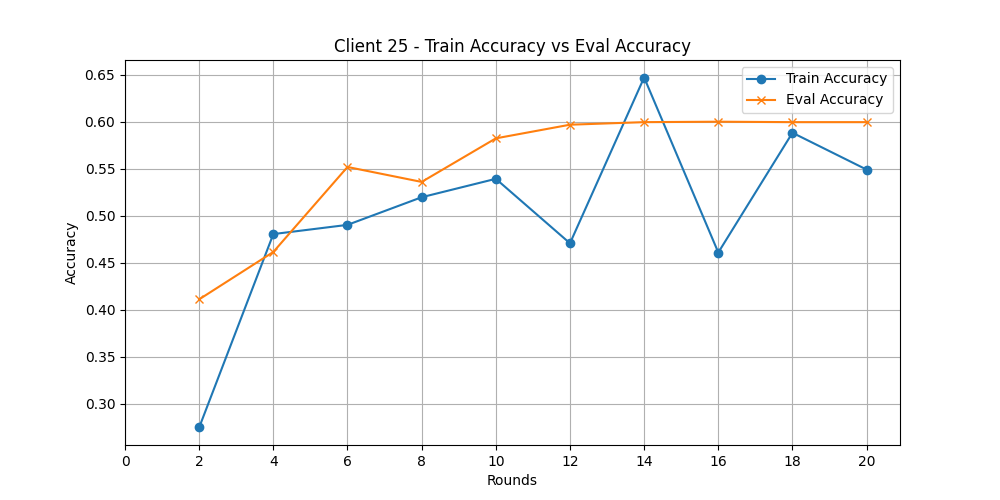 Client 25 - Train Accuracy vs Eval Accuracy
Train Accuracy
Eval Accuracy
Accuracy
0.65
0.60
0.55
0.50
0.45
0.40
0.35
0.30
0 2 4 6 8 10 12 14 16 18 20
Rounds